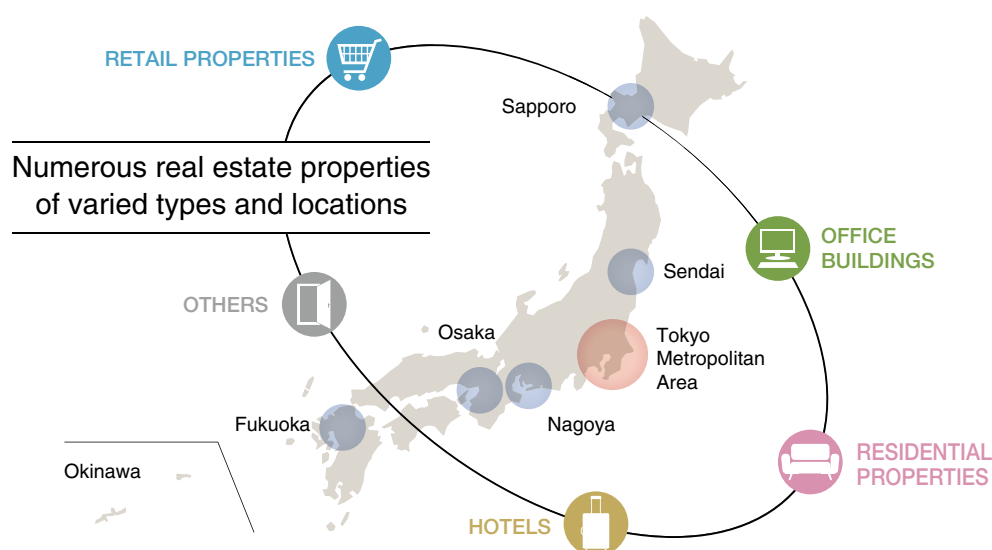 RETAIL PROPERTIES
Sapporo
Numerous real estate properties
of varied types and locations
OFFICE
BUILDINGS
Sendai
OTHERS
Osaka
Tokyo
Metropolitan
Area
Fukuoka
Nagoya
Okinawa
RESIDENTIAL
PROPERTIES
HOTELS